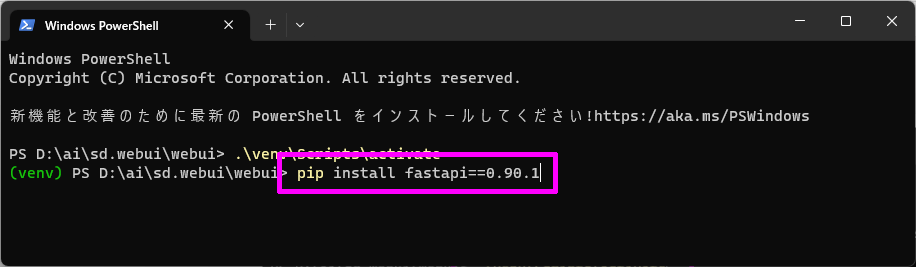 Windows PowerShell
Windows PowerShell
Copyright (C) Microsoft Corporation. All rights reserved.
新機能と改善のために最新の PowerShell をインストールしてください!https://aka.ms/PSWindows
PS D:\ai\sd.webui\webui> .\venv\Scripts\activate
(venv) PS D:\ai\sd.webui\webui> pip install fastapi==0.90.1